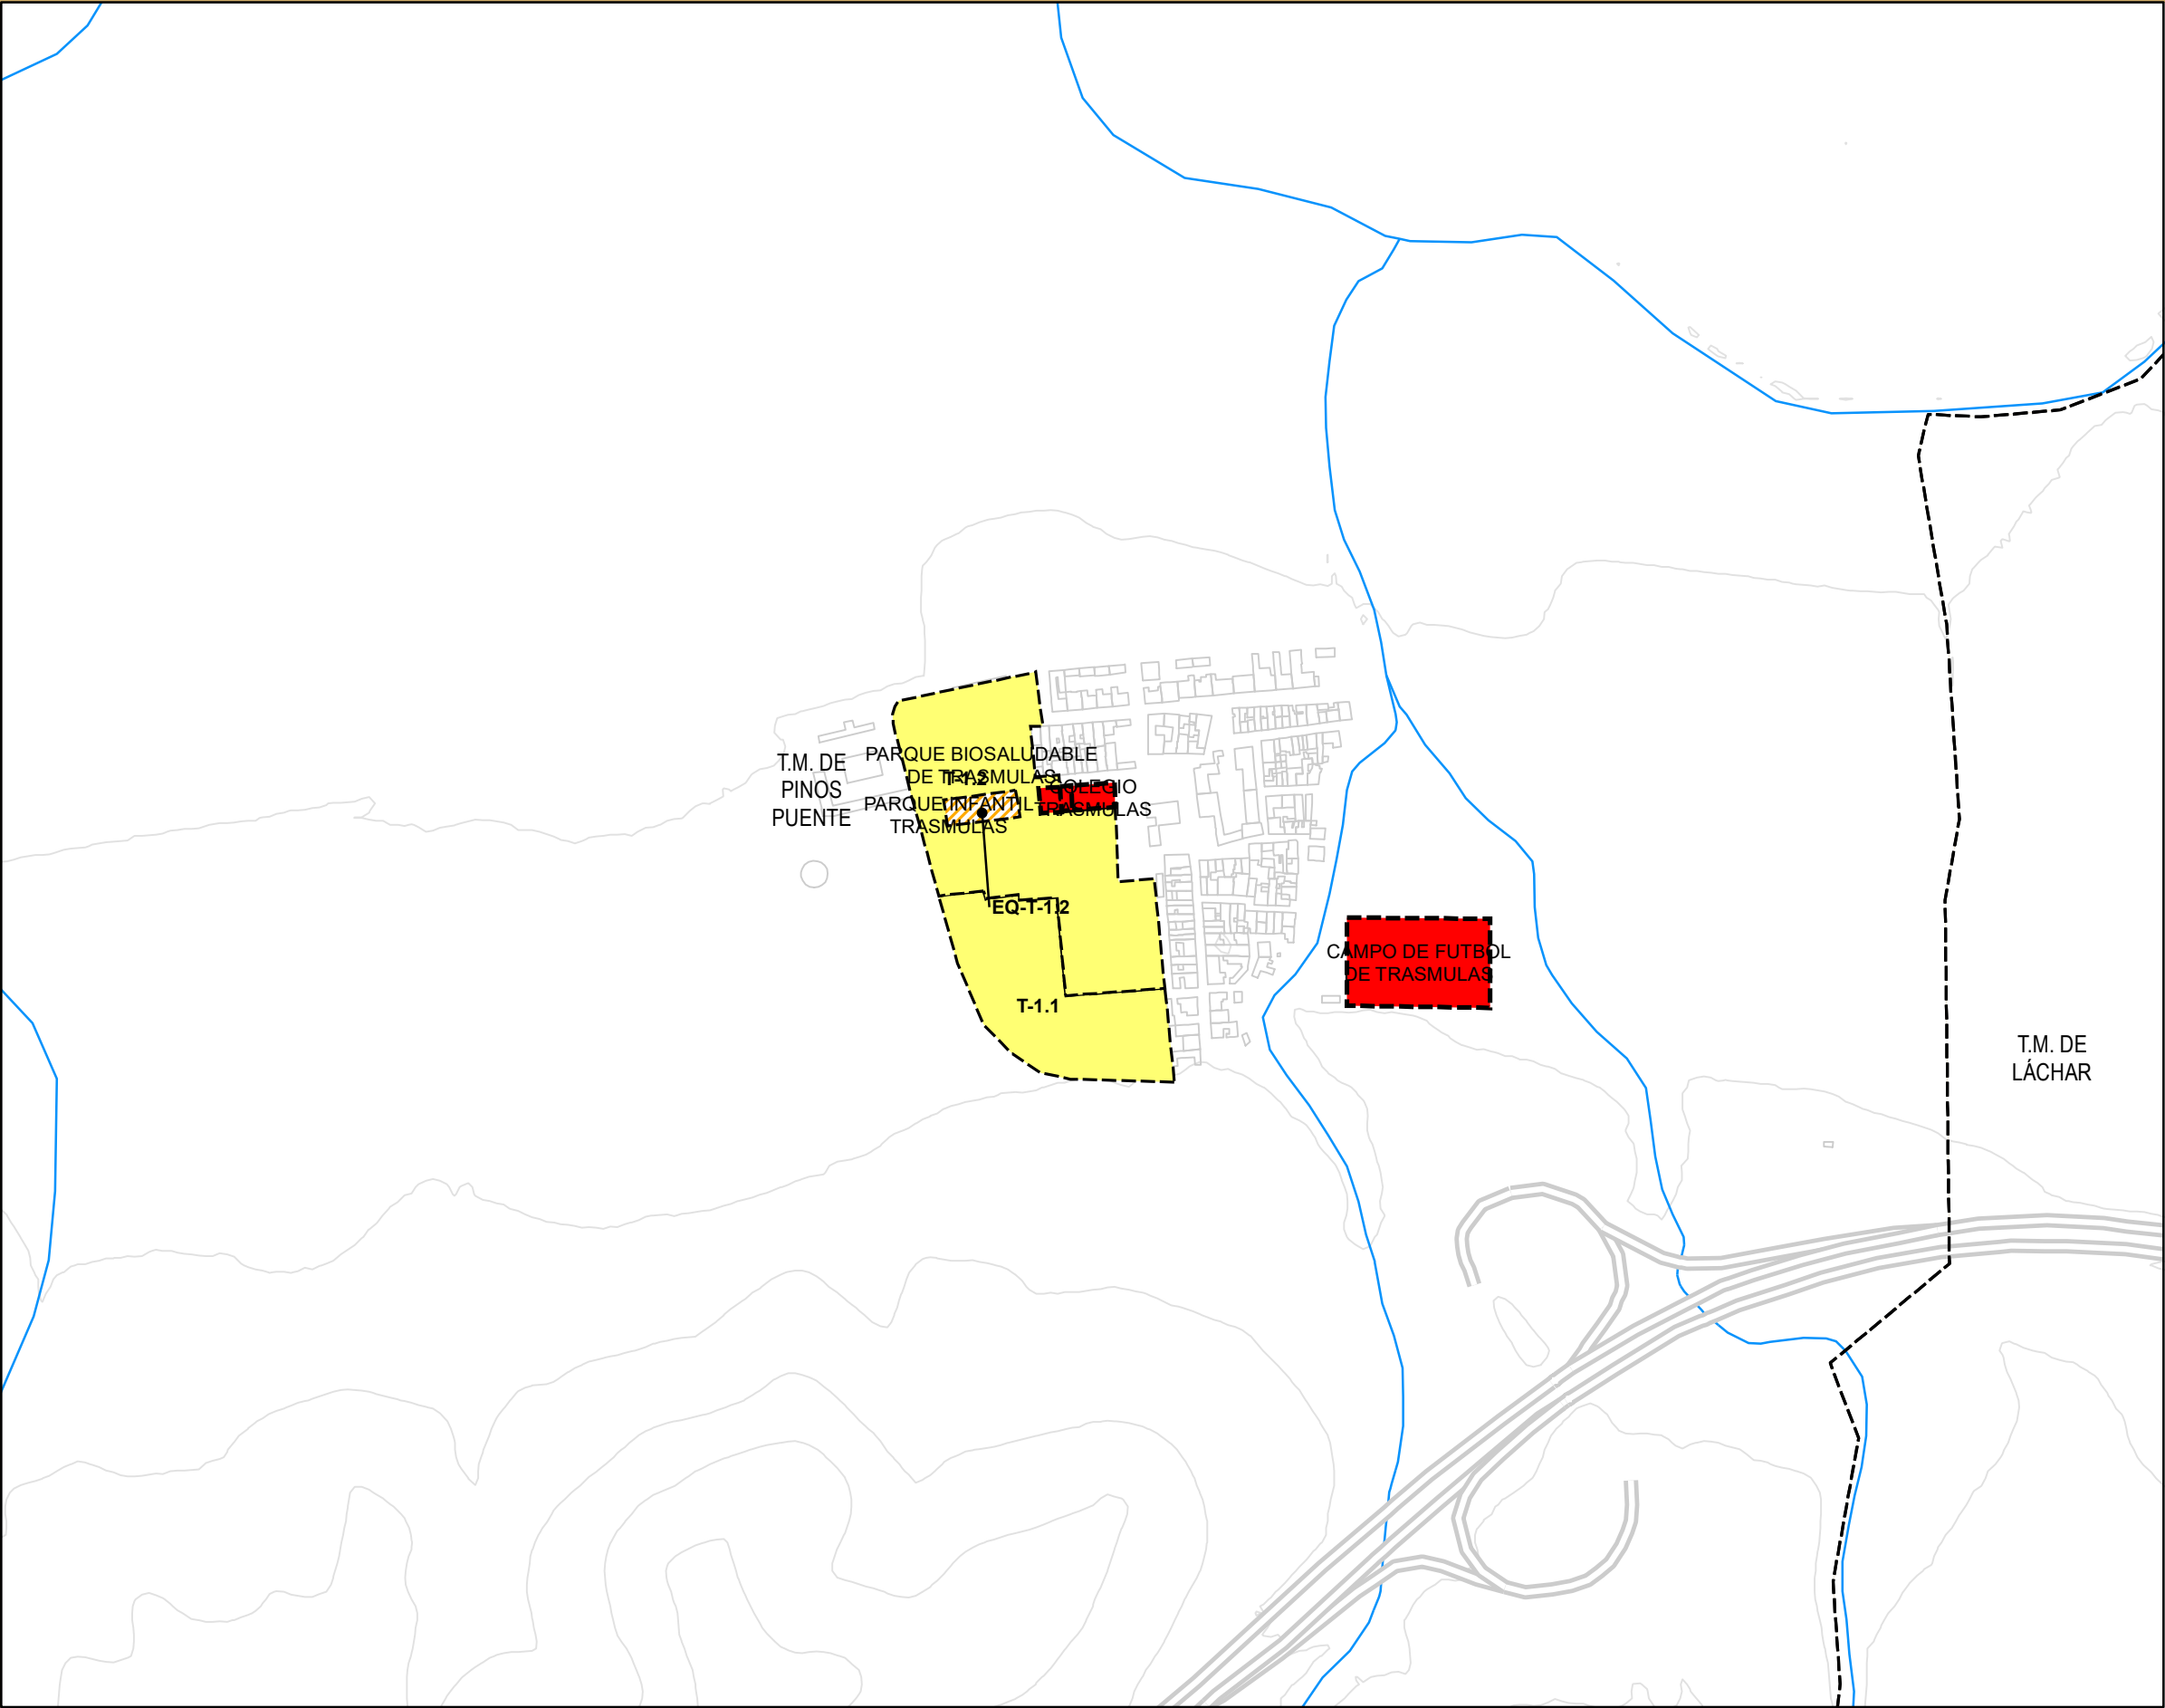 T.M. DE
PINOS
PUENTE
PARQUE BIOSALUDABLE
DE TRASMULAS
T-1.2
PARQUE INFANTIL
TRASMULAS
COLEGIO
TRASMULAS
EQ-T-1.2
T-1.1
CAMPO DE FUTBOL
DE TRASMULAS
T.M. DE
LÁCHAR